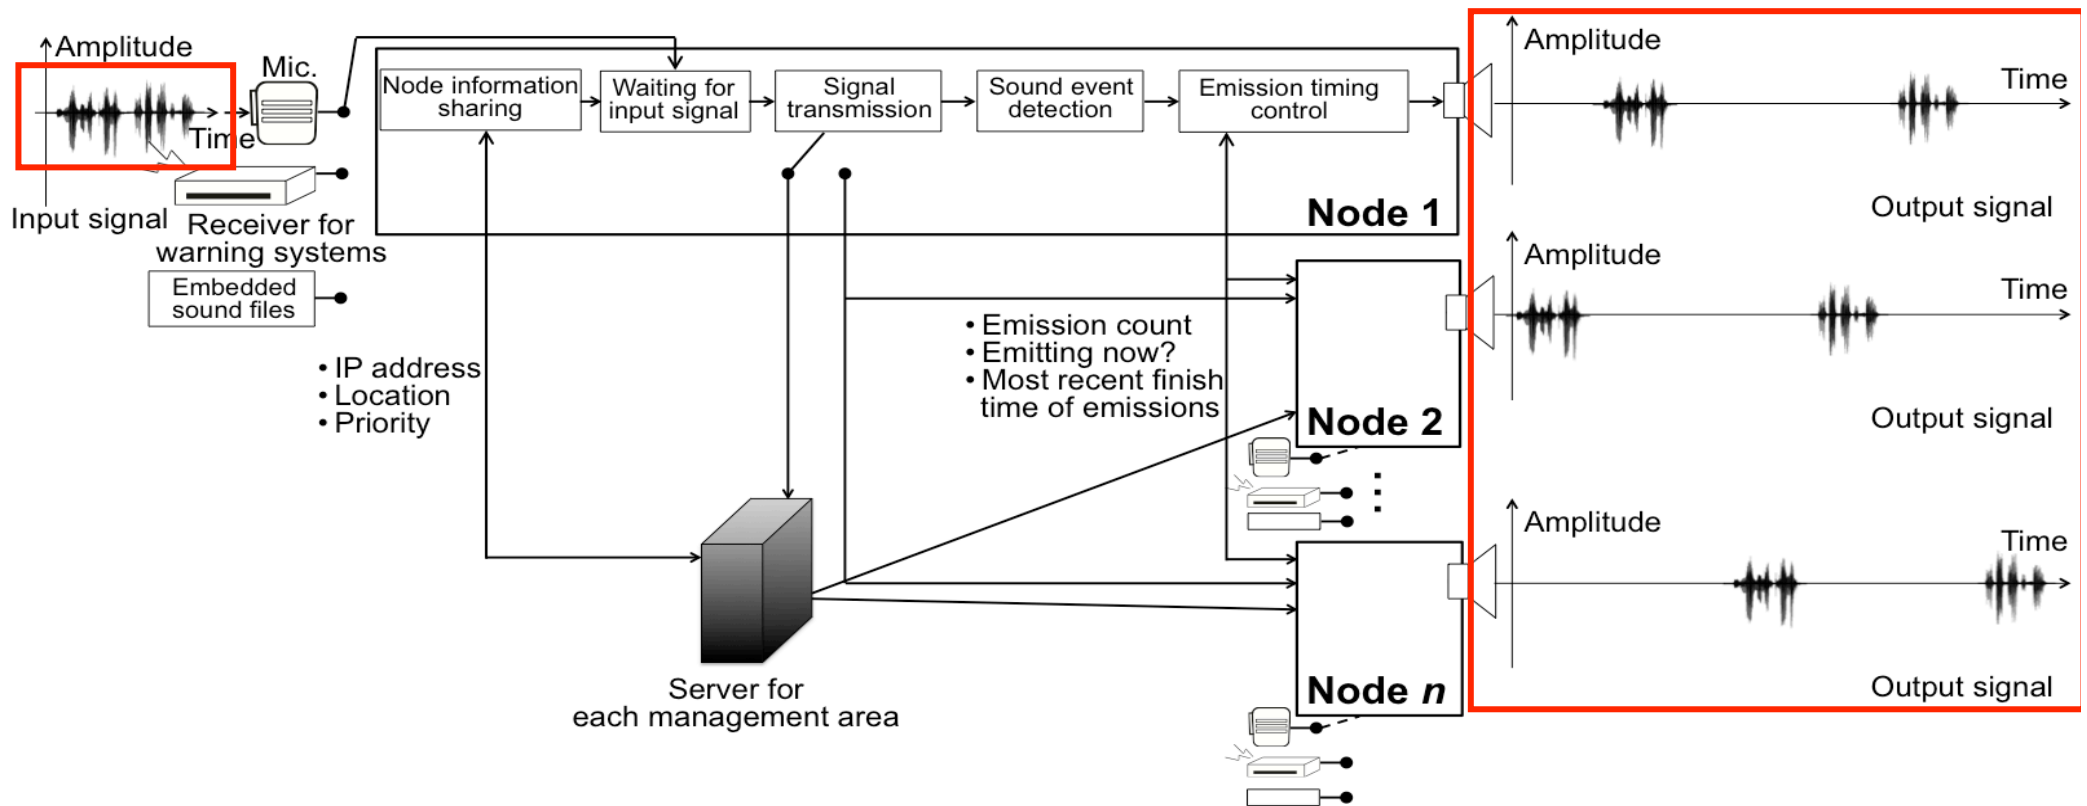 Amplitude
Time
Input signal
Mic.
Receiver for
warning systems
Embedded
sound files
Node information
sharing
Waiting for
input signal
Signal
transmission
Sound event
detection
Emission timing
control
Node 1
• IP address
• Location
• Priority
• Emission count
• Emitting now?
• Most recent finish
time of emissions
Node 2
Server for
each management area
Node n
Amplitude
Time
Output signal
Amplitude
Time
Output signal
Amplitude
Time
Output signal